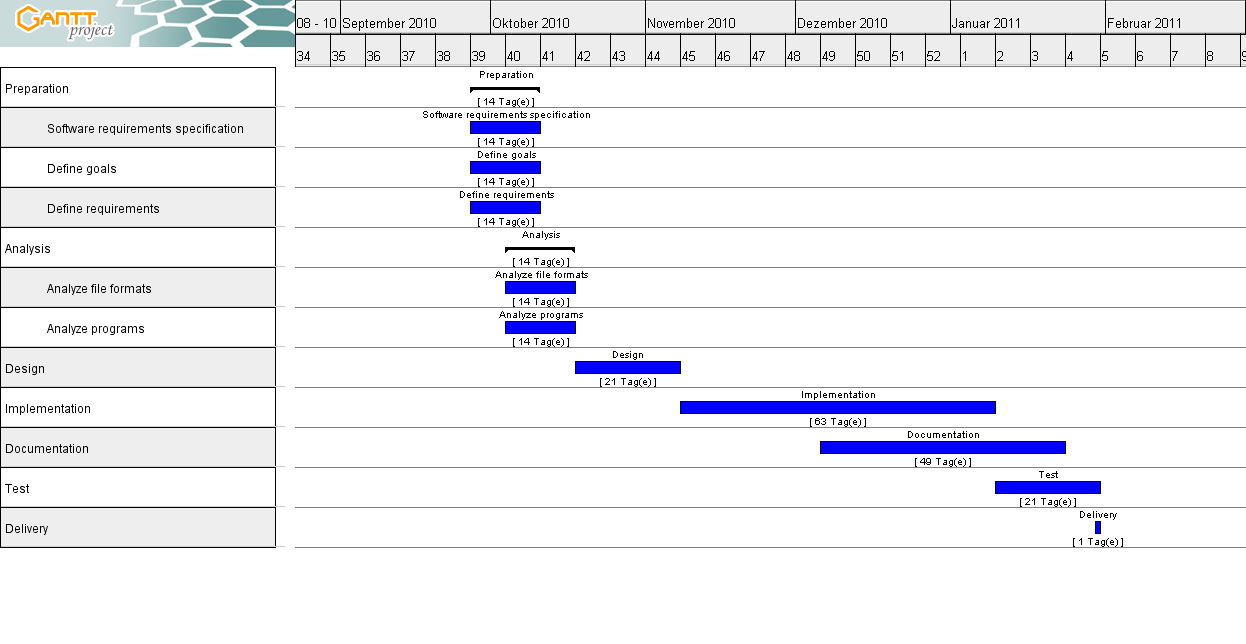 GANTT
project
08 - 10 September 2010 Oktober 2010 November 2010 Dezember 2010 Januar 2011 Februar 2011
34 35 36 37 38 39 40 41 42 43 44 45 46 47 48 49 50 51 52 1 2 3 4 5 6 7 8 9
Preparation
Preparation
[ 14 Tag(e) ]
Software requirements specification
Software requirements specification
[ 14 Tag(e) ]
Define goals
Define goals
[ 14 Tag(e) ]
Define requirements
Define requirements
[ 14 Tag(e) ]
Analysis
Analysis
[ 14 Tag(e) ]
Analyze file formats
Analyze file formats
[ 14 Tag(e) ]
Analyze programs
Analyze programs
[ 14 Tag(e) ]
Design
Design
[ 21 Tag(e) ]
Implementation
Implementation
[ 63 Tag(e) ]
Documentation
Documentation
[ 49 Tag(e) ]
Test
Test
[ 21 Tag(e) ]
Delivery
Delivery
[ 1 Tag(e) ]